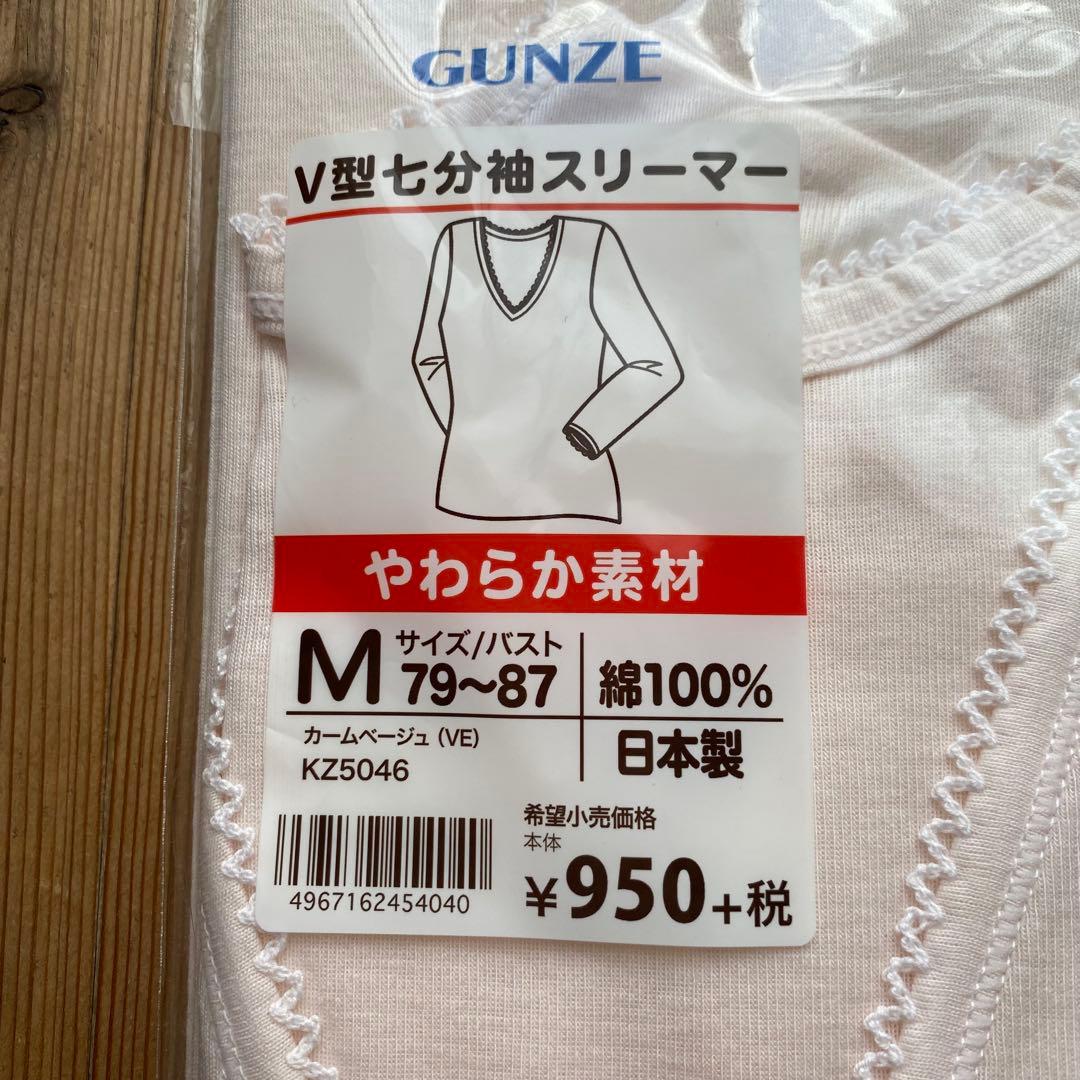 GUNZE
V型七分袖スリーマー
やわらか素材
M サイズ/バスト
79〜87
綿100%
カームベージュ(VE)
KZ5046
日本製
希望小売価格
本体
¥950+税
4967162454040